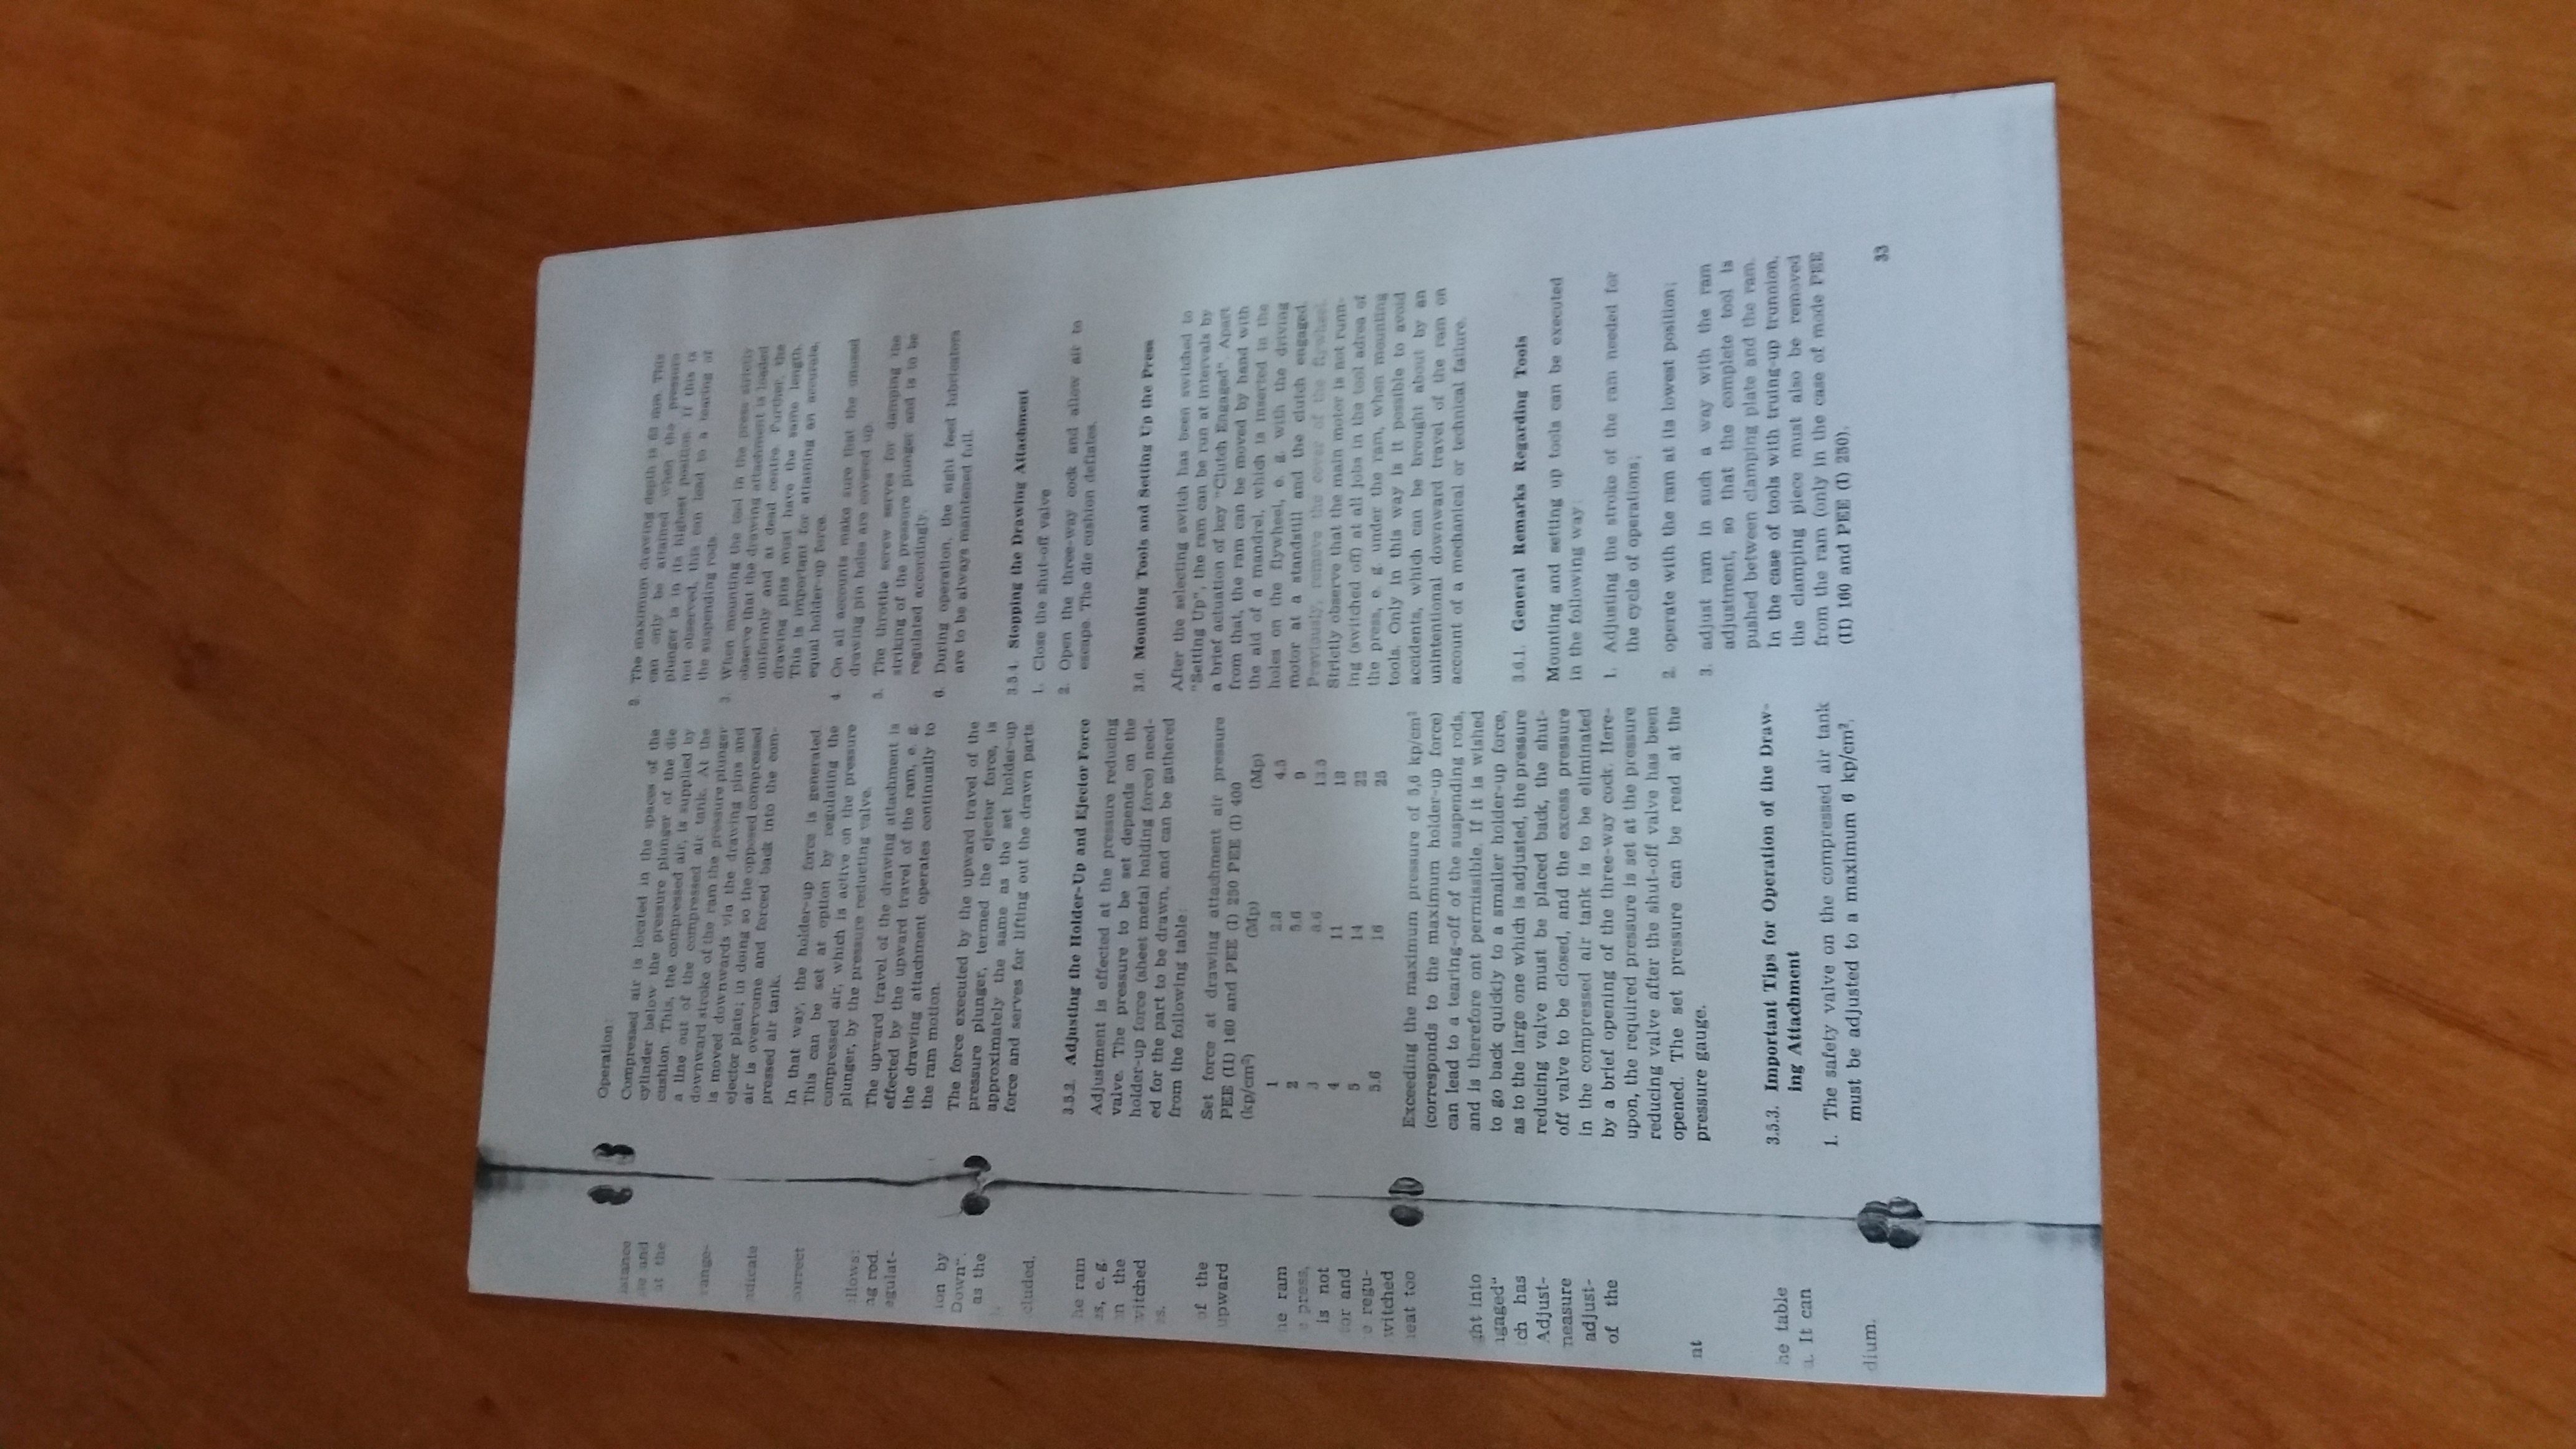 istance
and
at the
range-
ndicate
correct
ollows:
ng rod.
egulat-
ion by
Down“.
as the
cluded,
he ram
es, e. g.
on the
witched
es.
of the
upward
he ram
press,
is not
tor and
regu-
witched
heat too
ght into
ngaged“
ch has
Adjust-
measure
adjust-
of the
nt
he table
It can
dium.
Operation:
Compressed air is located in the spaces of the
cylinder below the pressure plunger of the die
cushion. This, the compressed air, is supplied by
a line out of the compressed air tank. At the
downward stroke of the ram the pressure plunger
is moved downwards via the drawing pins and
ejector plate; in doing so the opposed compressed
air is overvome and forced back into the com-
pressed air tank.
In that way, the holder-up force is generated.
This can be set at option by regulating the
compressed air, which is active on the pressure
plunger, by the pressure reducting valve.
The upward travel of the drawing attachment is
effected by the upward travel of the ram, e. g.
the drawing attachment operates continually to
the ram motion.
The force executed by the upward travel of the
pressure plunger, termed the ejector force, is
approximately the same as the set holder-up
force and serves for lifting out the drawn parts.
3.5.2. Adjusting the Holder-Up and Ejector Force
Adjustment is effected at the pressure reducing
valve. The pressure to be set depends on the
holder-up force (sheet metal holding force) need-
ed for the part to be drawn, and can be gathered
from the following table:
Set force at drawing attachment air pressure
PEE (II) 160 and PEE (I) 250 PEE (I) 400
(kp/cm²) (Mp) (Mp)
1 2.8 4.5
2 5.6 9
3 8.6 13.5
4 11 18
5 14 22
5.6 16 25
Exceeding the maximum pressure of 5,6 kp/cm²
(corresponds to the maximum holder-up force)
can lead to a tearing-off of the suspending rods,
and is therefore ont permissible. If it is wished
to go back quickly to a smaller holder-up force,
as to the large one which is adjusted, the pressure
reducing valve must be placed back, the shut-
off valve to be closed, and the excess pressure
in the compressed air tank is to be eliminated
by a brief opening of the three-way cock. Here-
upon, the required pressure is set at the pressure
reducing valve after the shut-off valve has been
opened. The set pressure can be read at the
pressure gauge.
3.5.3. Important Tips for Operation of the Draw-
ing Attachment
1. The safety valve on the compressed air tank
must be adjusted to a maximum 6 kp/cm².
2. The maximum drawing depth is 63 mm. This
can only be attained when the pressure
plunger is in its highest position. If this is
not observed, this can lead to a tearing of
the suspending rods.
3. When mounting the tool in the press strictly
observe that the drawing attachment is loaded
uniformly and at dead centre. Further, the
drawing pins must have the same length.
This is important for attaining an accurate,
equal holder-up force.
4. On all accounts make sure that the unused
drawing pin holes are covered up.
5. The throttle screw serves for damping the
striking of the pressure plunger and is to be
regulated accordingly.
6. During operation, the sight feed lubricators
are to be always maintened full.
3.5.4. Stopping the Drawing Attachment
1. Close the shut-off valve
2. Open the three-way cock and allow air to
escape. The die cushion deflates.
3.6. Mounting Tools and Setting Up the Press
After the selecting switch has been switched to
"Setting Up", the ram can be run at intervals by
a brief actuation of key "Clutch Engaged". Apart
from that, the ram can be moved by hand with
the aid of a mandrel, which is inserted in the
holes on the flywheel, e. g. with the driving
motor at a standstill and the clutch engaged.
Previously, remove the cover of the flywheel.
Strictly observe that the main motor is not runn-
ing (switched off) at all jobs in the tool adrea of
the press, e. g. under the ram, when mounting
tools. Only in this way is it possible to avoid
accidents, which can be brought about by an
unintentional downward travel of the ram on
account of a mechanical or technical failure.
3.6.1. General Remarks Regarding Tools
Mounting and setting up tools can be executed
in the following way:
1. Adjusting the stroke of the ram needed for
the cycle of operations;
2. operate with the ram at its lowest position;
3. adjust ram in such a way with the ram
adjustment, so that the complete tool is
pushed between clamping plate and the ram.
In the case of tools with truing-up trunnion,
the clamping piece must also be removed
from the ram (only in the case of mode PEE
(II) 160 and PEE (I) 250).
33